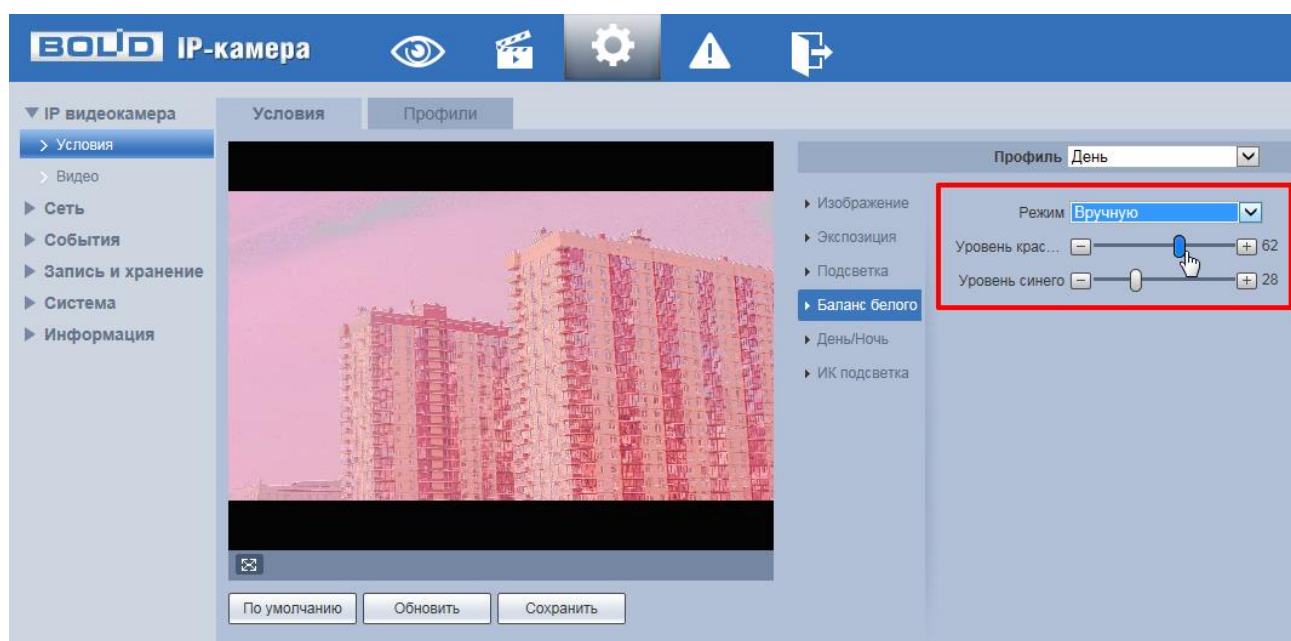 BOLID IP-камера
IP видеокамера
Условия
Видео
Сеть
События
Запись и хранение
Система
Информация
Условия
Профили
Профиль День
Изображение
Экспозиция
Подсветка
Баланс белого
День/Ночь
ИК подсветка
Режим Вручную
Уровень крас... 62
Уровень синего 28
По умолчанию
Обновить
Сохранить